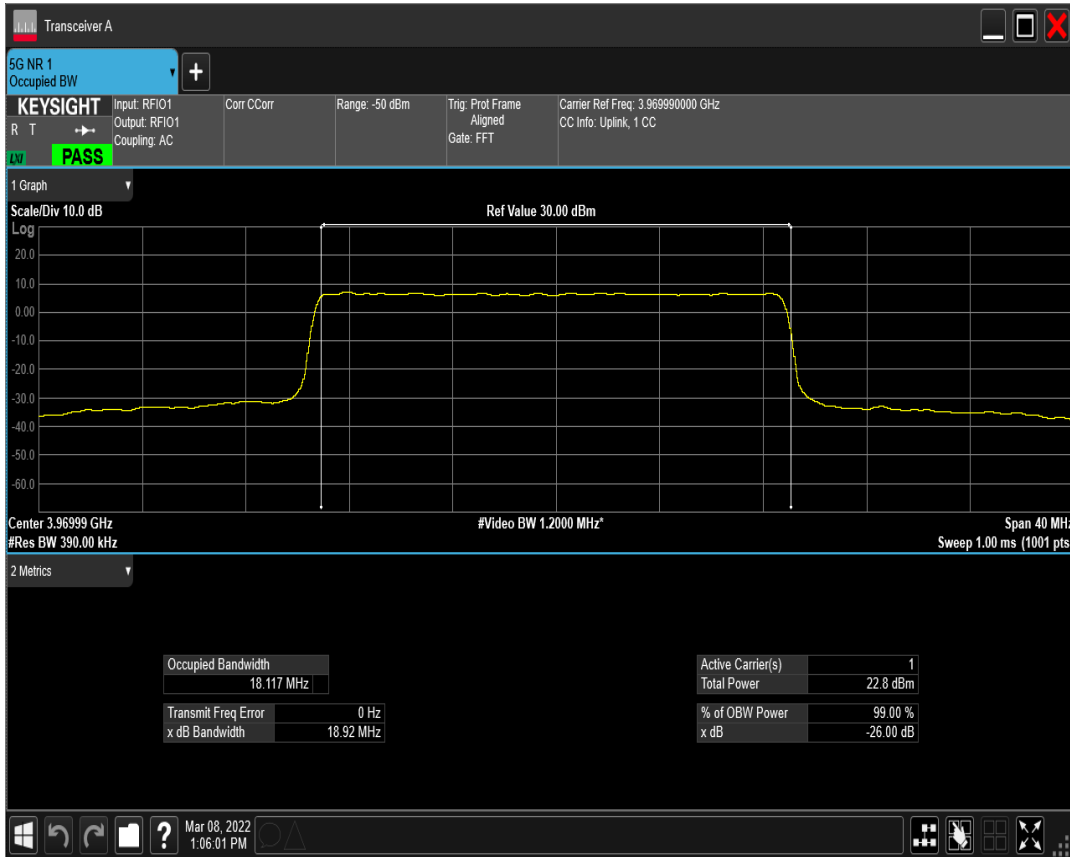 Transceiver A
5G NR 1
Occupied BW
+
KEYSIGHT
R T
LXI
PASS
Input: RFIO1
Output: RFIO1
Coupling: AC
Corr CCorr
Range: -50 dBm
Trig: Prot Frame
Aligned
Gate: FFT
Carrier Ref Freq: 3.969990000 GHz
CC Info: Uplink, 1 CC
1 Graph
Scale/Div 10.0 dB
Ref Value 30.00 dBm
Log
20.0
10.0
0.00
-10.0
-20.0
-30.0
-40.0
-50.0
-60.0
Center 3.96999 GHz
#Video BW 1.2000 MHz*
Span 40 MHz
#Res BW 390.00 kHz
Sweep 1.00 ms (1001 pts
2 Metrics
Occupied Bandwidth
18.117 MHz
Transmit Freq Error 0 Hz
x dB Bandwidth 18.92 MHz
Active Carrier(s) 1
Total Power 22.8 dBm
% of OBW Power 99.00 %
x dB -26.00 dB
?
Mar 08, 2022
1:06:01 PM